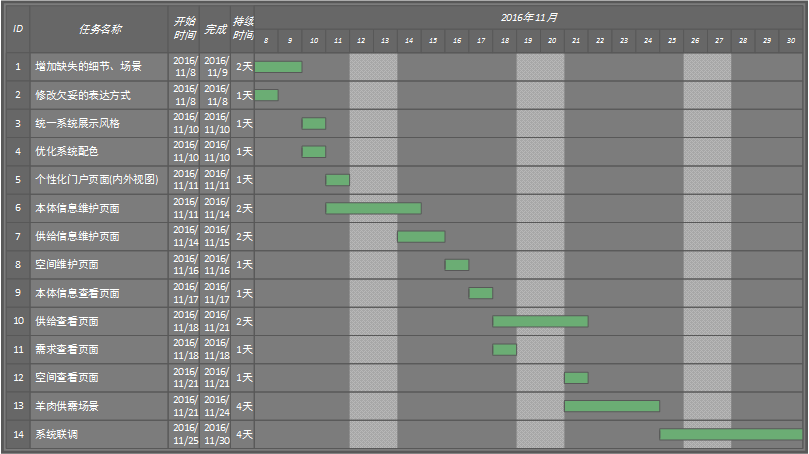 ID 任务名称 开始时间 完成 持续时间 2016年11月
8 9 10 11 12 13 14 15 16 17 18 19 20 21 22 23 24 25 26 27 28 29 30
1 增加缺失的细节、场景 2016/11/8 2016/11/9 2天
2 修改欠妥的表达方式 2016/11/8 2016/11/8 1天
3 统一系统展示风格 2016/11/10 2016/11/10 1天
4 优化系统配色 2016/11/10 2016/11/10 1天
5 个性化门户页面(内外视图) 2016/11/11 2016/11/11 1天
6 本体信息维护页面 2016/11/11 2016/11/14 2天
7 供给信息维护页面 2016/11/14 2016/11/15 2天
8 空间维护页面 2016/11/16 2016/11/16 1天
9 本体信息查看页面 2016/11/17 2016/11/17 1天
10 供给查看页面 2016/11/18 2016/11/21 2天
11 需求查看页面 2016/11/18 2016/11/18 1天
12 空间查看页面 2016/11/21 2016/11/21 1天
13 羊肉供需场景 2016/11/21 2016/11/24 4天
14 系统联调 2016/11/25 2016/11/30 4天